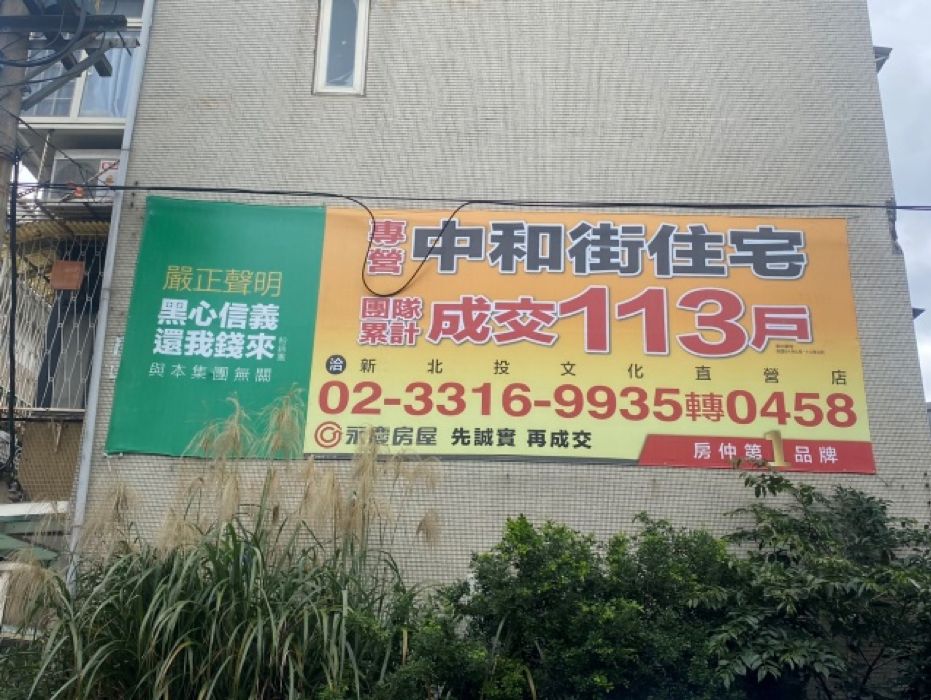 嚴正聲明
黑心信義
還我錢來
粉絲團
與本集團無關
專營
中和街住宅
團隊
累計
成交113戶
洽新北投文化直營店
02-3316-9935轉0458
永慶房屋 先誠實 再成交
房仲第1品牌